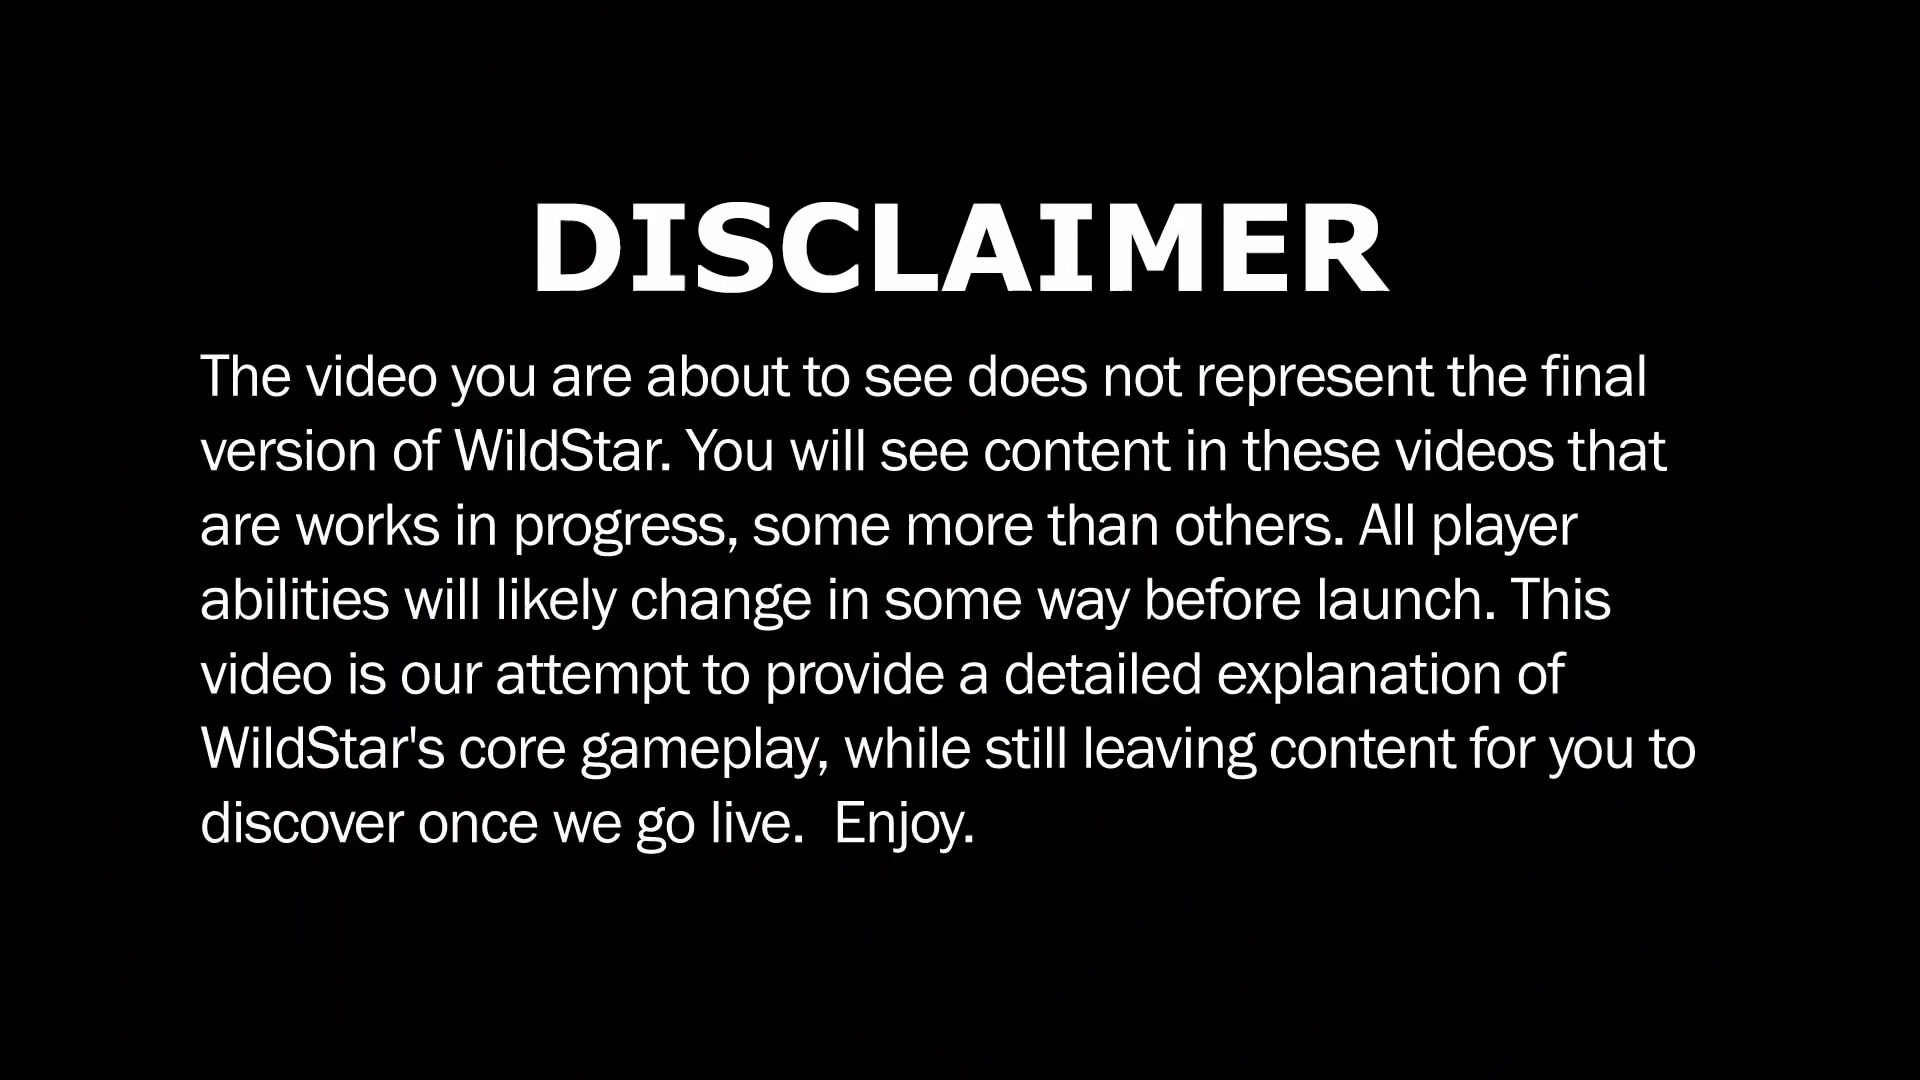 DISCLAIMER
The video you are about to see does not represent the final
version of WildStar. You will see content in these videos that
are works in progress, some more than others. All player
abilities will likely change in some way before launch. This
video is our attempt to provide a detailed explanation of
WildStar's core gameplay, while still leaving content for you to
discover once we go live.  Enjoy.